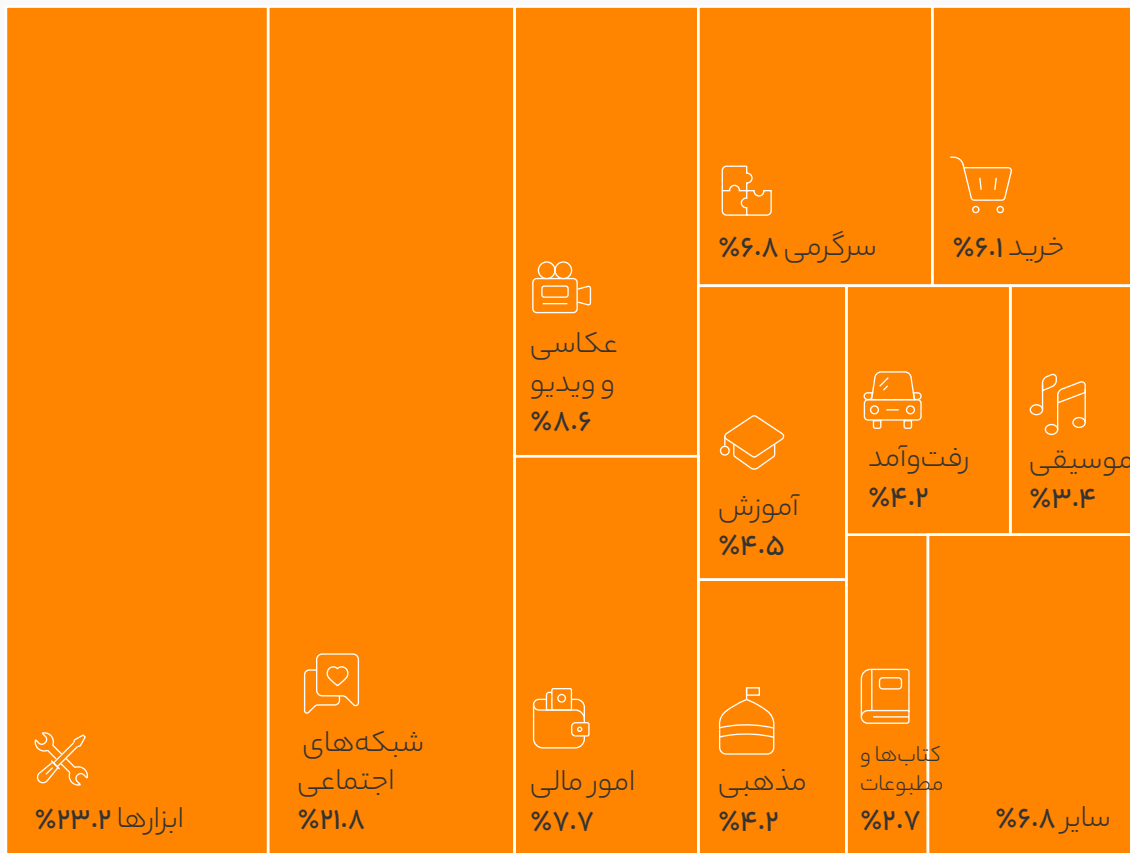 ابزارها ۲۳.۲%
شبکه‌های
اجتماعی
۲۱.۸%
عکاسی
و ویدیو
۸.۶%
امور مالی
۷.۷%
سرگرمی ۶.۸%
خرید ۶.۱%
آموزش
۴.۵%
رفت‌وآمد
۴.۲%
موسیقی
۳.۴%
مذهبی
۴.۲%
کتاب‌ها و
مطبوعات
۲.۷%
سایر ۶.۸%